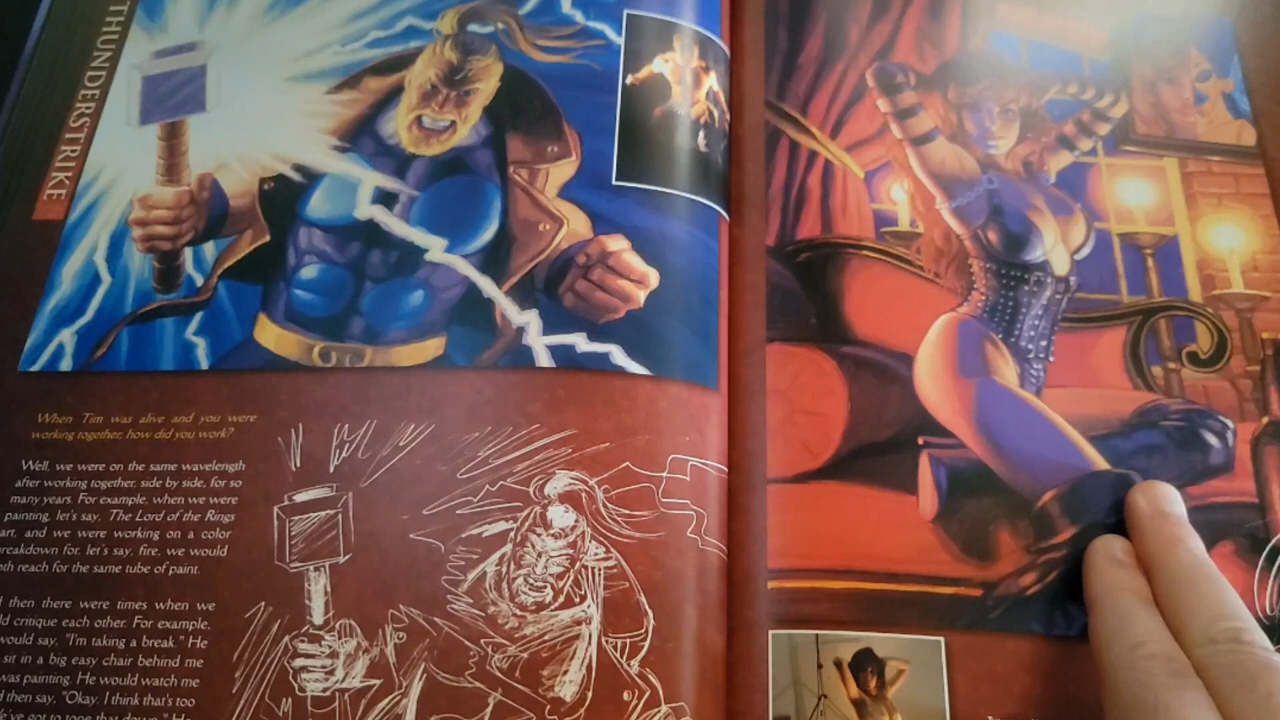 THUNDERSTRIKE
When Tim was alive and you were
working together, how did you work?
Well, we were on the same wavelength
after working together, side by side, for so
many years. For example, when we were
painting, let's say, The Lord of the Rings
art, and we were working on a color
breakdown for, let's say, fire, we would
both reach for the same tube of paint.
then there were times when we
critique each other. For example,
would say, "I'm taking a break." He
sit in a big easy chair behind me
was painting. He would watch me
then say, "Okay. I think that's too
We've got to tone that down." He